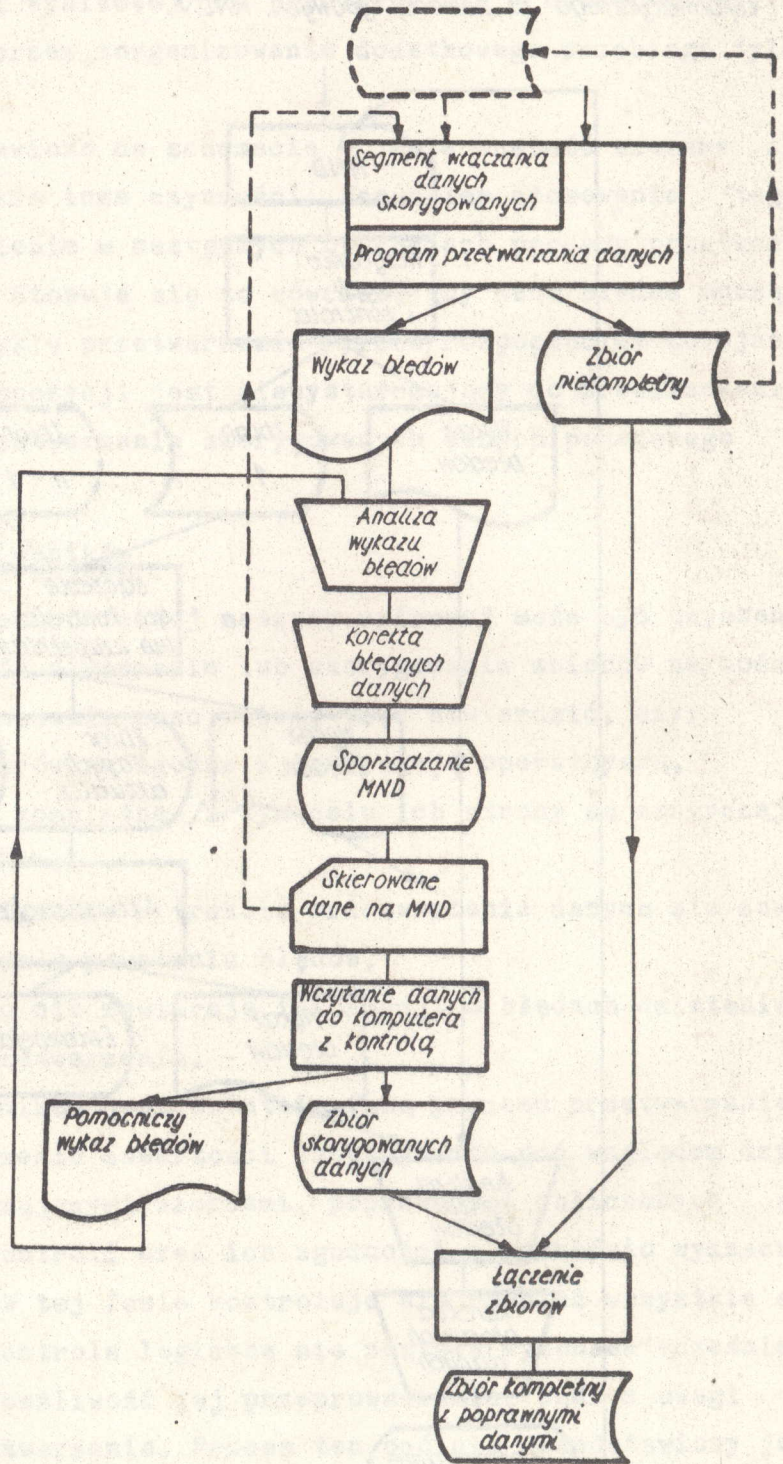 Segment włączania
danych
skorygowanych
Program przetwarzania danych
Wykaz błędów
Zbiór
niekompletny
Analiza
wykazu
błędów
Korekta
błędnych
danych
Sporządzanie
MND
Skierowane
dane na MND
Wczytanie danych
do komputera
z kontrolą
Pomocniczy
wykaz błędów
Zbiór
skorygowanych
danych
Łączenie
zbiorów
Zbiór kompletny
z poprawnymi
danymi